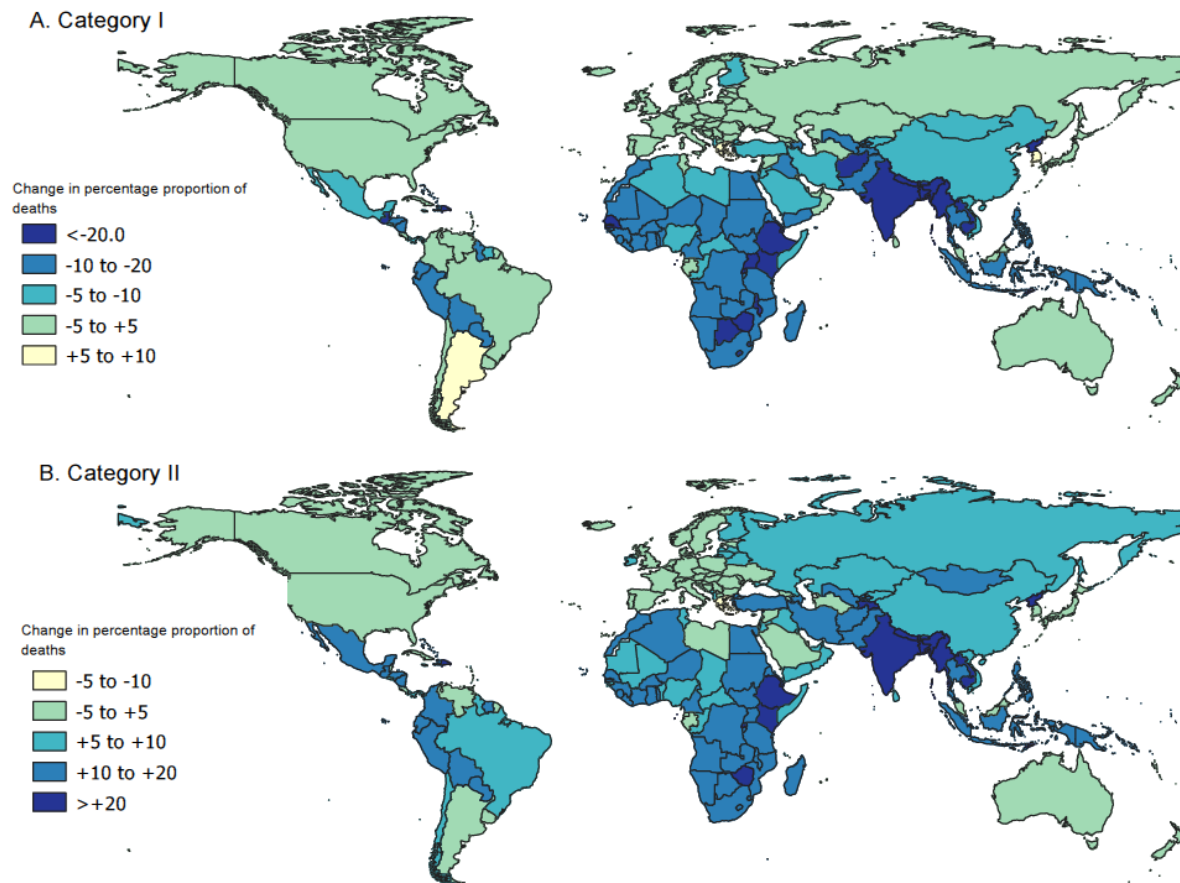 A. Category I
Change in percentage proportion of
deaths
<-20.0
-10 to -20
-5 to -10
-5 to +5
+5 to +10
B. Category II
Change in percentage proportion of
deaths
-5 to -10
-5 to +5
+5 to +10
+10 to +20
>+20